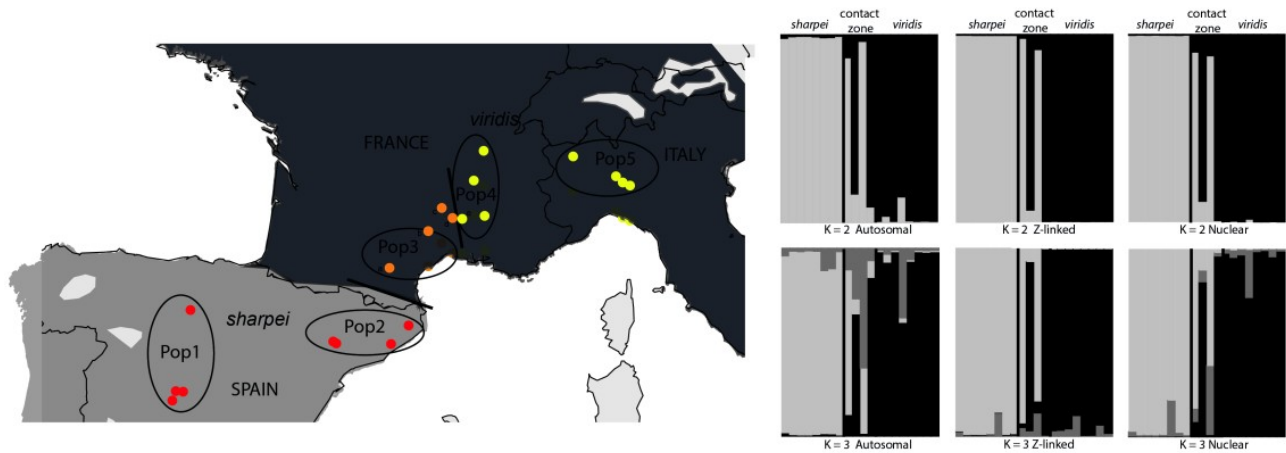 viridis
FRANCE
Pop5
ITALY
Pop4
Pop3
sharpei
Pop2
Pop1
SPAIN
sharpei contact zone viridis
sharpei contact zone viridis
sharpei contact zone viridis
K = 2 Autosomal
K = 2 Z-linked
K = 2 Nuclear
K = 3 Autosomal
K = 3 Z-linked
K = 3 Nuclear